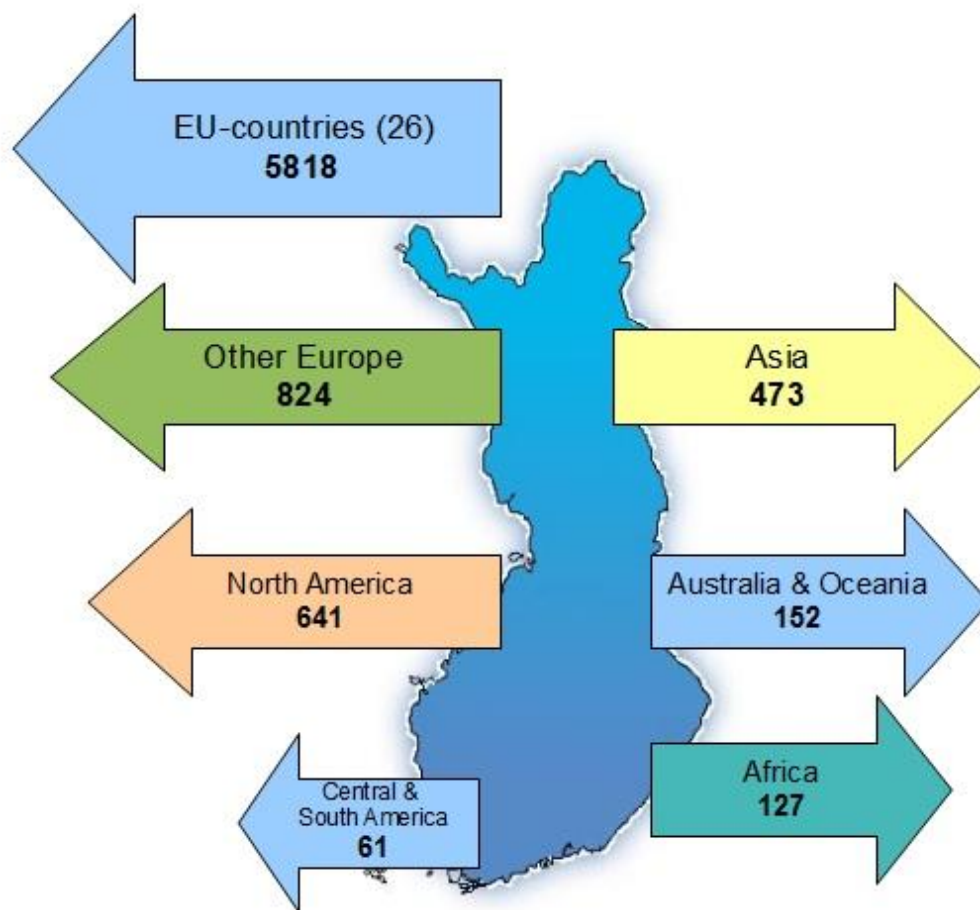 EU-countries (26)
5818
Other Europe
824
Asia
473
North America
641
Australia & Oceania
152
Central &
South America
61
Africa
127